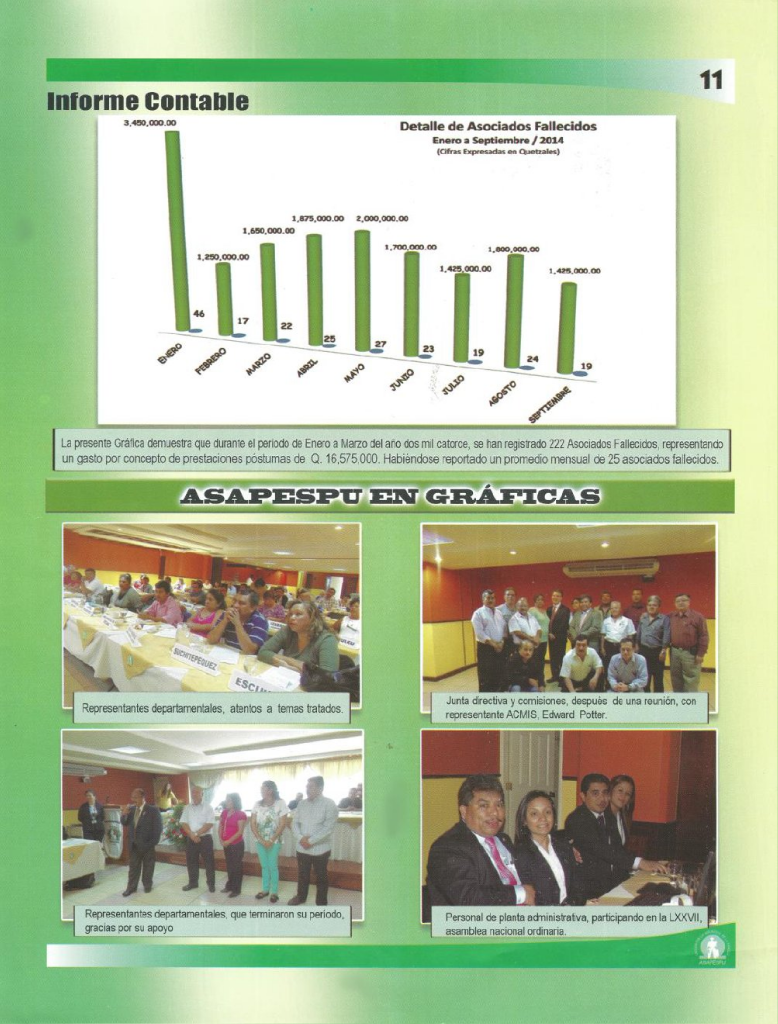 11
Informe Contable
Detalle de Asociados Fallecidos
Enero a Septiembre / 2014
(Cifras Expresadas en Quetzales)
3,450,000.00
1,250,000.00
1,650,000.00
1,875,000.00
2,000,000.00
1,700,000.00
1,425,000.00
1,800,000.00
1,425,000.00
46
17
22
25
27
23
19
24
19
ENERO
FEBRERO
MARZO
ABRIL
MAYO
JUNIO
JULIO
AGOSTO
SEPTIEMBRE
La presente Gráfica demuestra que durante el periodo de Enero a Marzo del año dos mil catorce, se han registrado 222 Asociados Fallecidos, representando
un gasto por concepto de prestaciones póstumas de Q. 16,575,000. Habiéndose reportado un promedio mensual de 25 asociados fallecidos.
ASAPESPU EN GRÁFICAS
SUCHITEPEQUEZ
ESCUI
Representantes departamentales, atentos a temas tratados.
Junta directiva y comisiones, después de una reunión, con
representante ACMIS, Edward Potter.
Representantes departamentales, que terminaron su periodo,
gracias por su apoyo
Personal de planta administrativa, participando en la LXXVII,
asamblea nacional ordinaria.
ASAPESPU